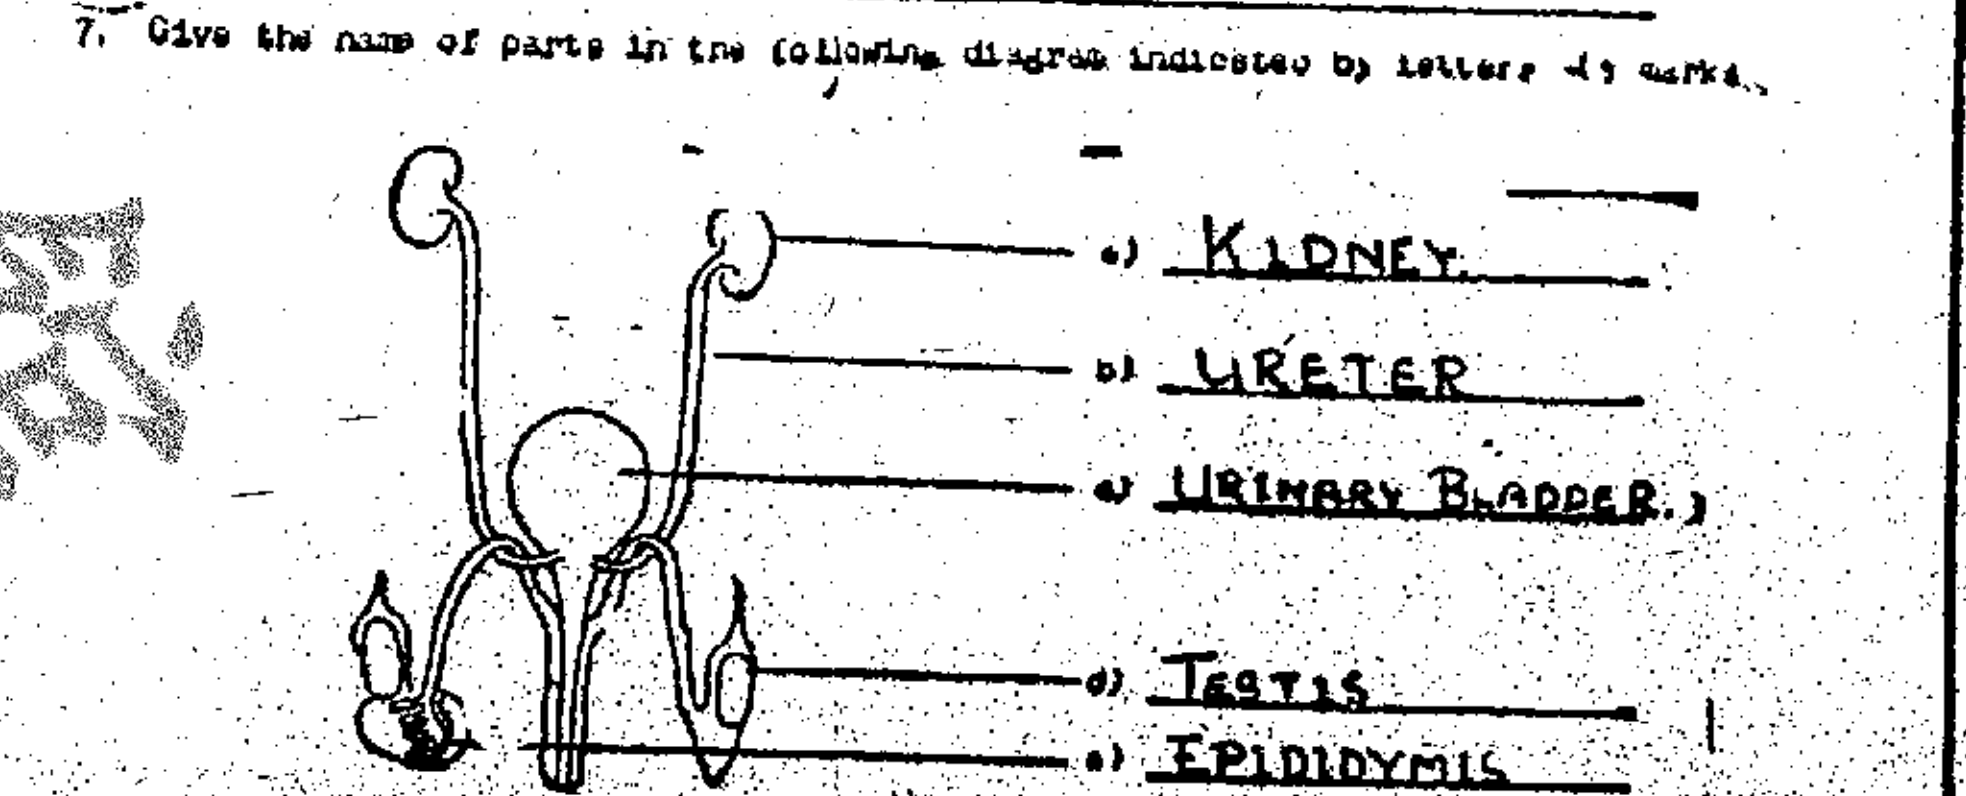 7. Give the name of parts in the following diagram indicated by letters marks.
a) KIDNEY.
b) URETER
c) URINARY BLADDER.
d) TESTIS
e) EPIDIDYMIS